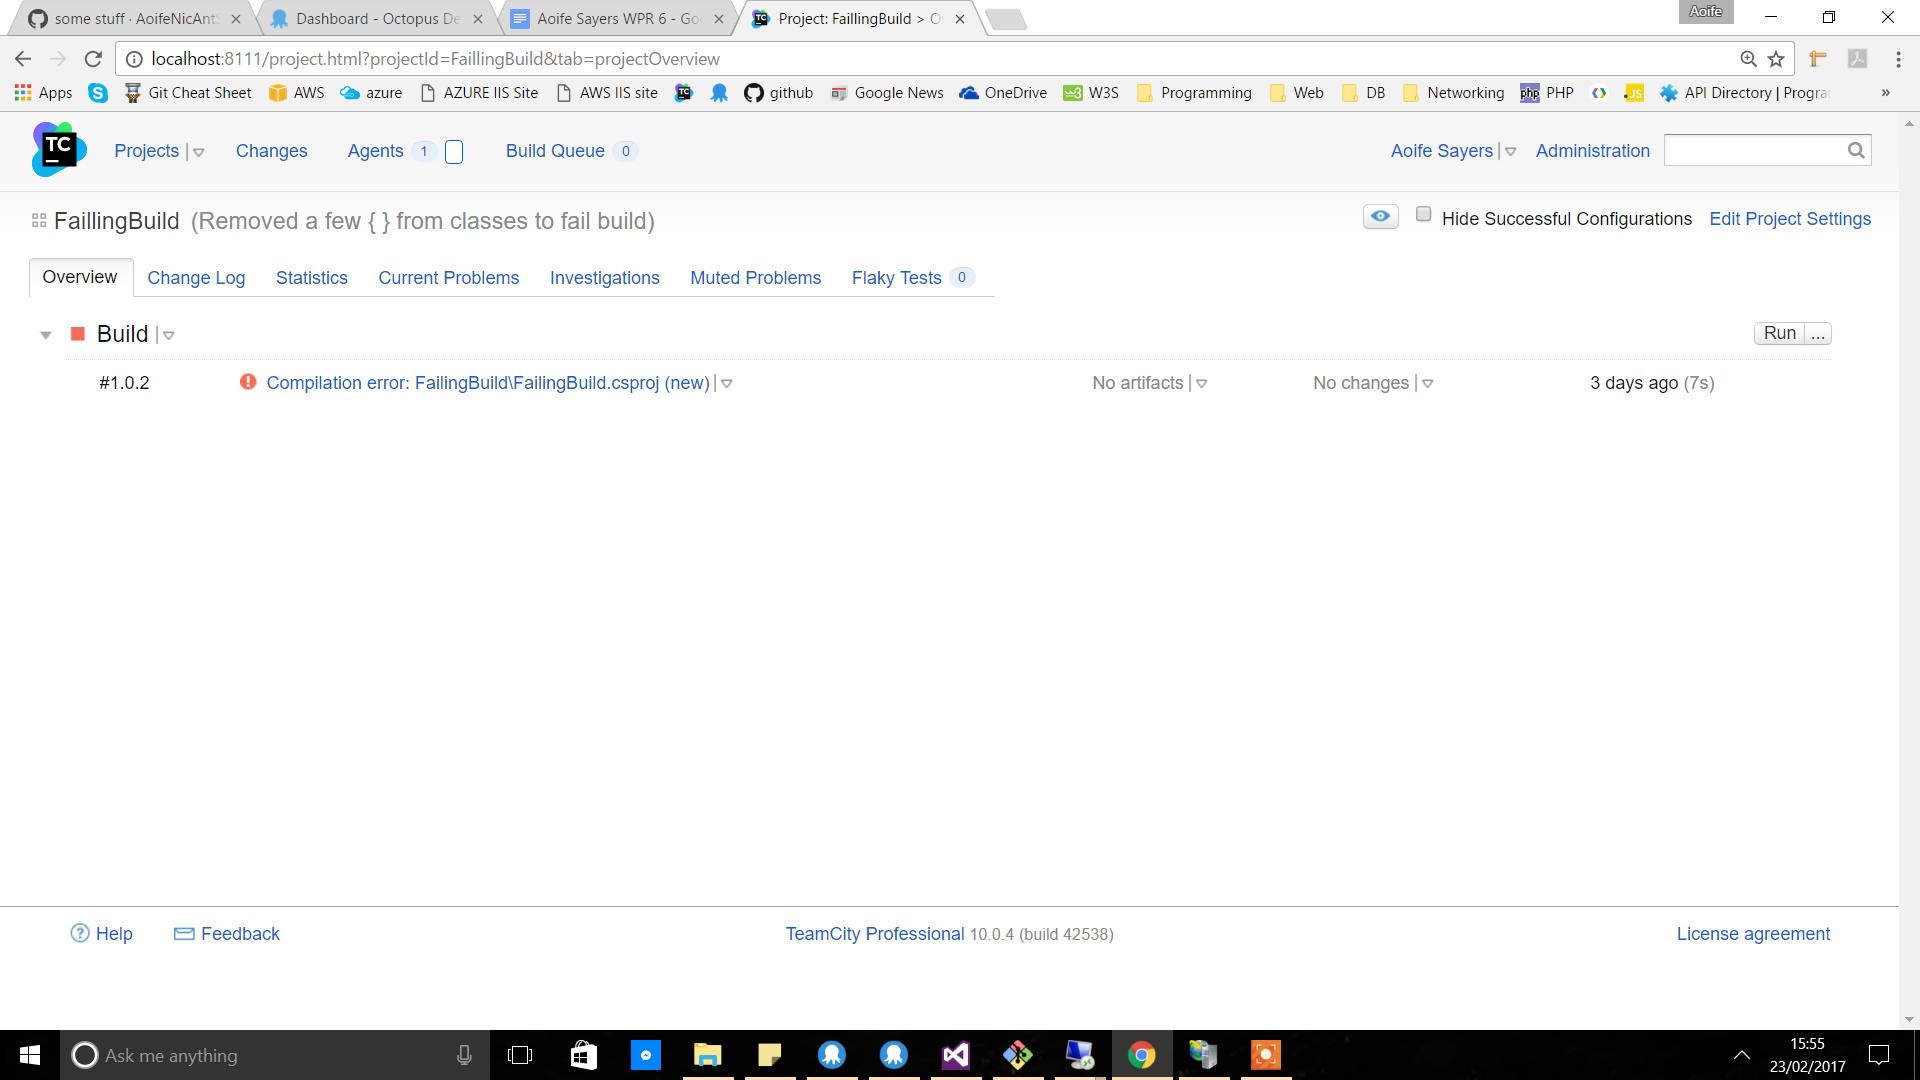 some stuff · AoifeNicAntS
Dashboard - Octopus De
Aoife Sayers WPR 6 - Goo
Project: FaillingBuild > O
Aoife
localhost:8111/project.html?projectId=FaillingBuild&tab=projectOverview
Apps
Git Cheat Sheet
AWS
azure
AZURE IIS Site
AWS IIS site
github
Google News
OneDrive
W3S
Programming
Web
DB
Networking
PHP
API Directory | Progra
»
TC
Projects
Changes
Agents 1
Build Queue 0
Aoife Sayers
Administration
FaillingBuild (Removed a few { } from classes to fail build)
Hide Successful Configurations
Edit Project Settings
Overview
Change Log
Statistics
Current Problems
Investigations
Muted Problems
Flaky Tests 0
Build
Run ...
#1.0.2
Compilation error: FailingBuild\FailingBuild.csproj (new)
No artifacts
No changes
3 days ago (7s)
Help
Feedback
TeamCity Professional 10.0.4 (build 42538)
License agreement
Ask me anything
15:55
23/02/2017